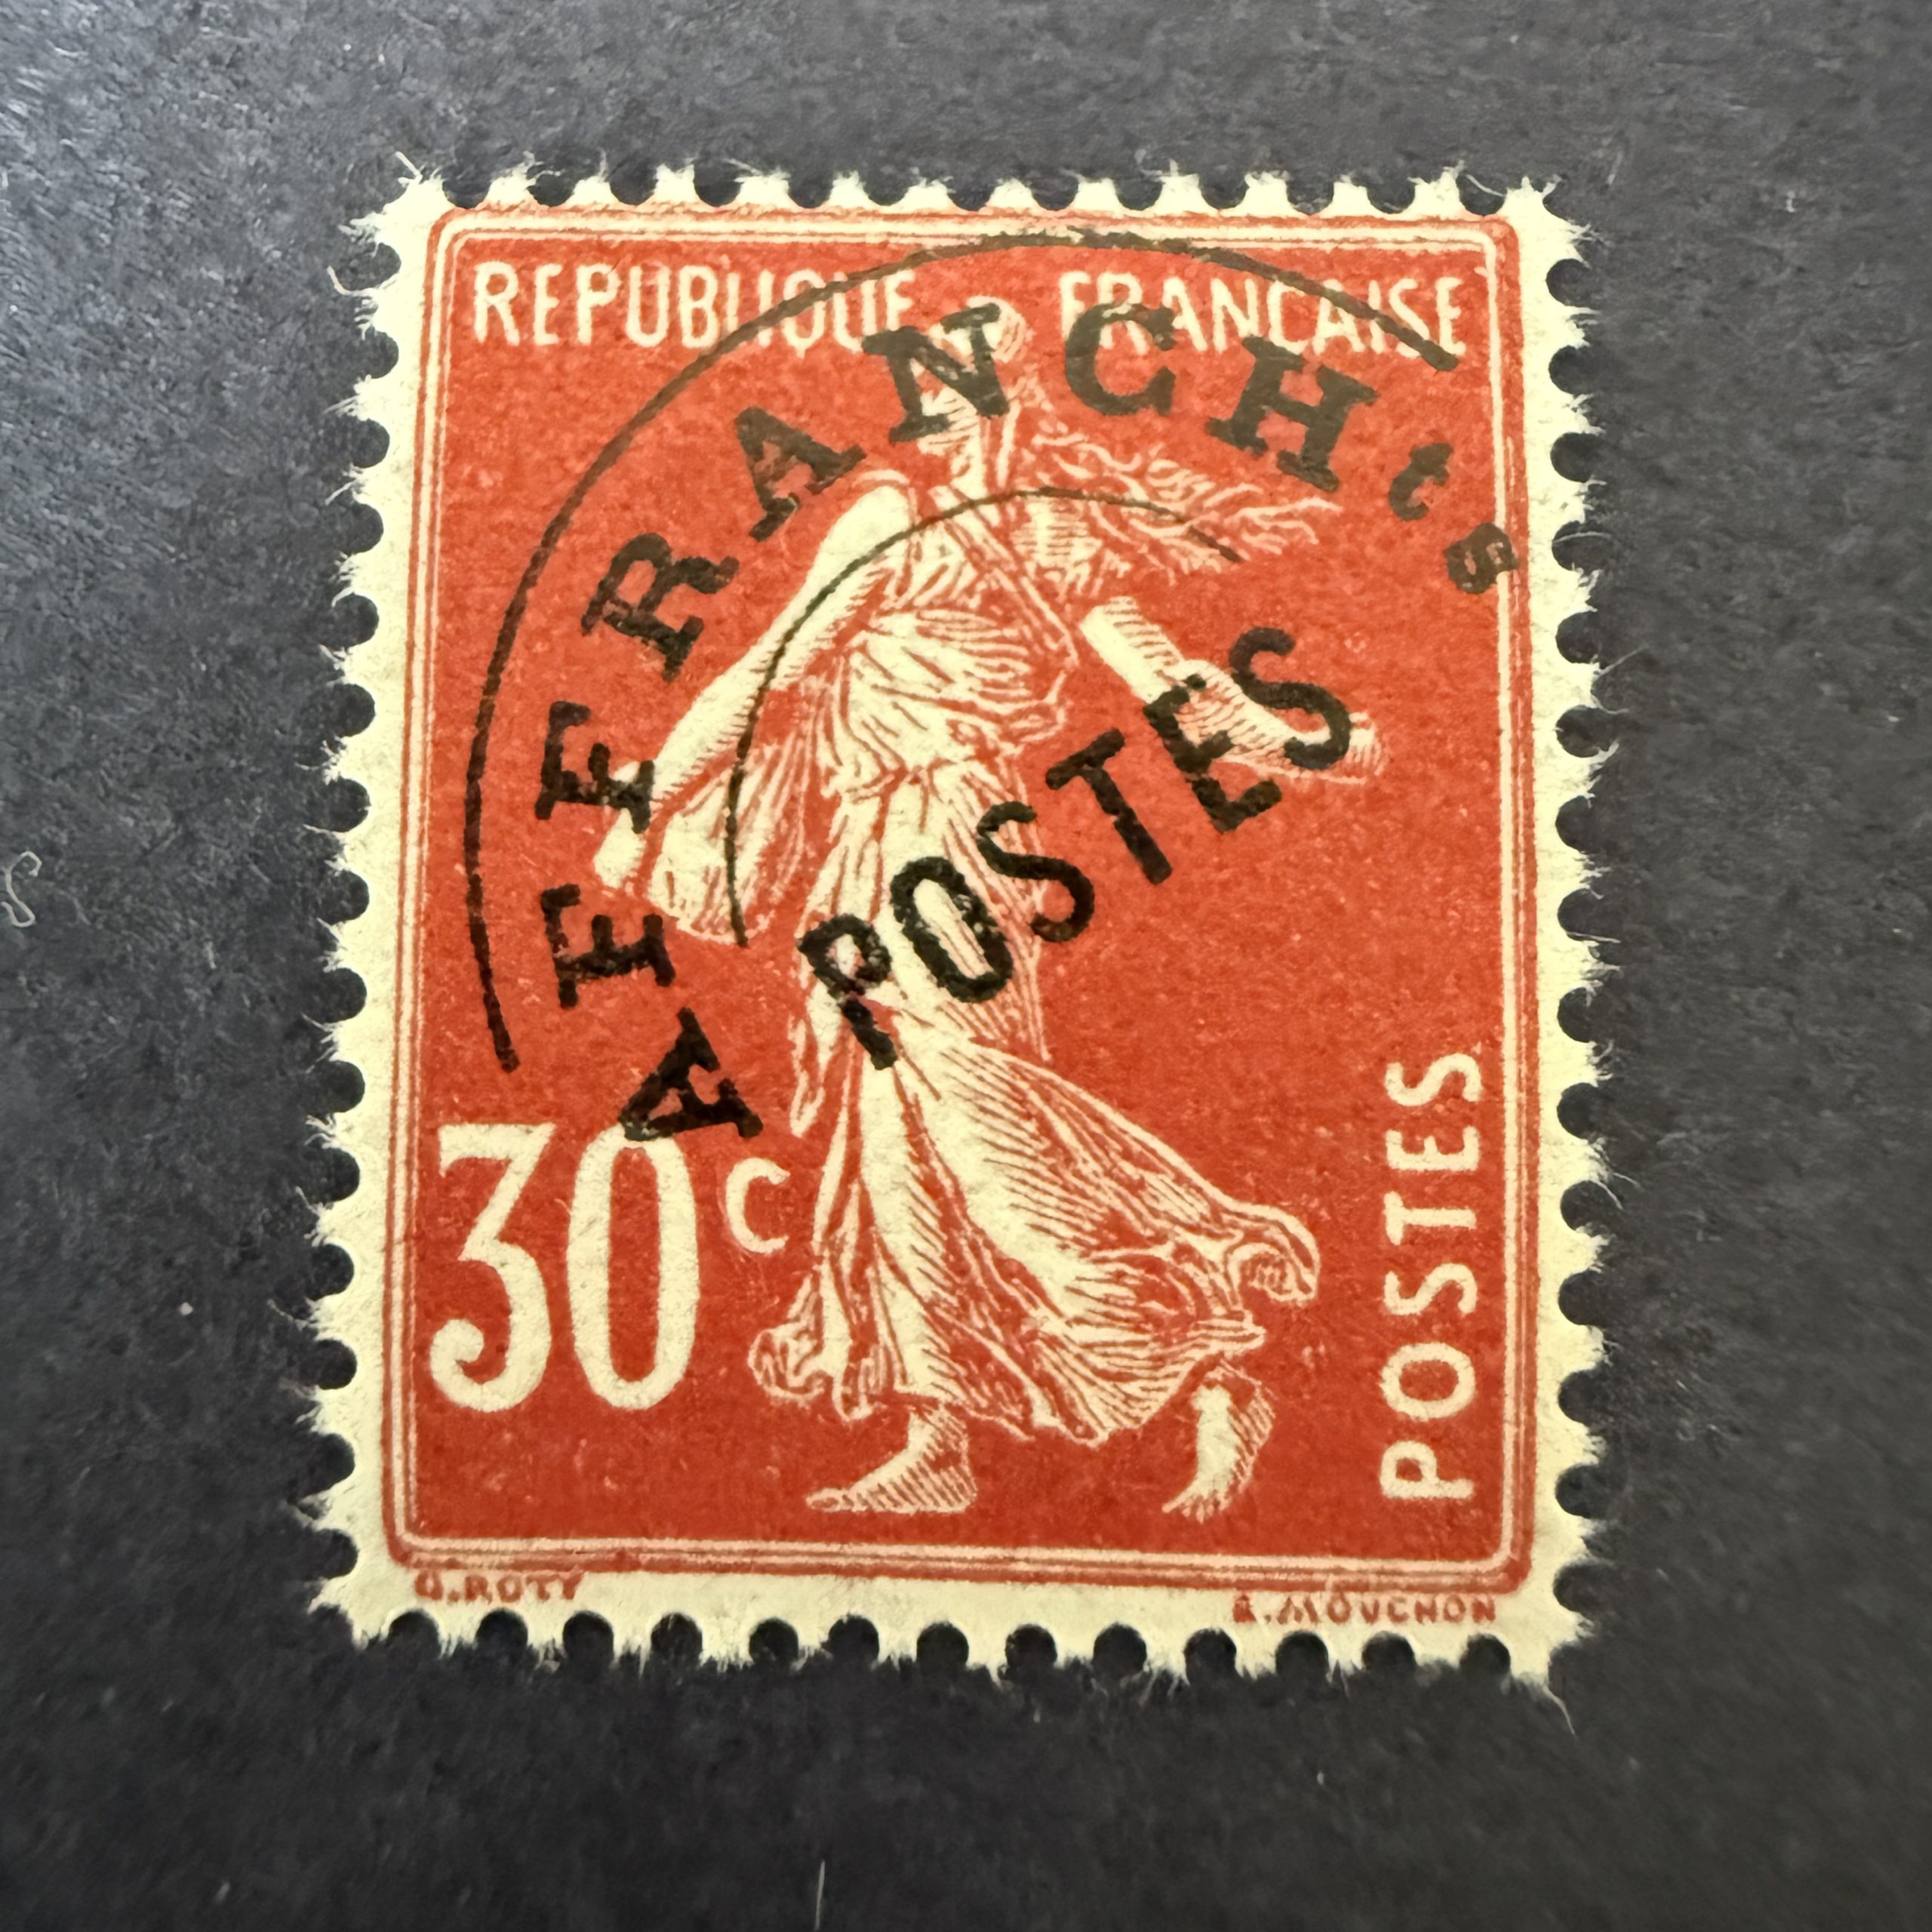 REPUBLIQUE FRANCAISE
AFFRANCHts
POSTES
30c
POSTES
O.ROTY
E.MOUCHON